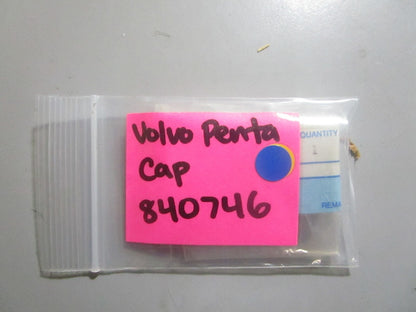 Volvo Penta
Cap
840746
QUANTITY
1
REMA